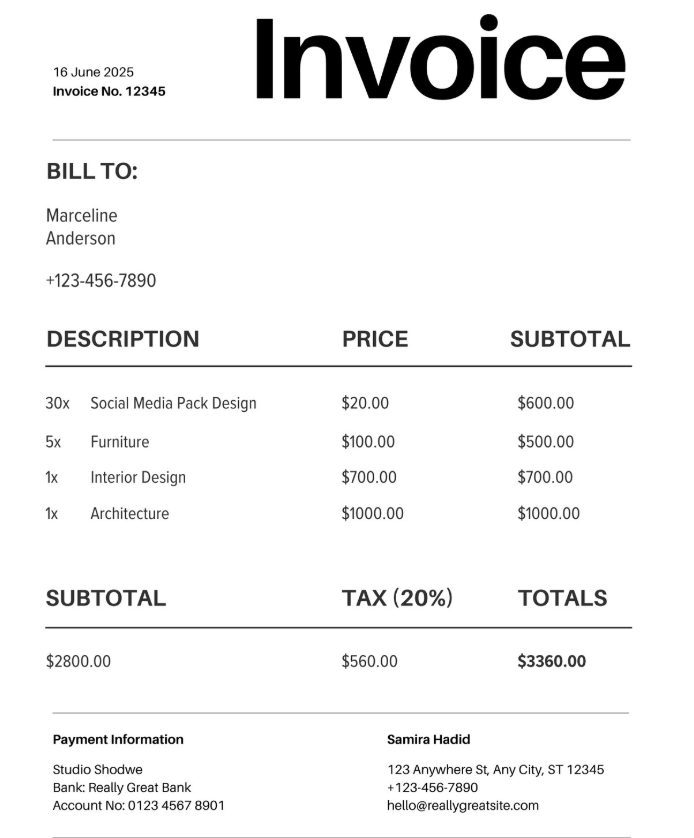 Invoice
16 June 2025
Invoice No. 12345
BILL TO:
Marceline
Anderson
+123-456-7890
DESCRIPTION PRICE SUBTOTAL
30x Social Media Pack Design $20.00 $600.00
5x Furniture $100.00 $500.00
1x Interior Design $700.00 $700.00
1x Architecture $1000.00 $1000.00
SUBTOTAL TAX (20%) TOTALS
$2800.00 $560.00 $3360.00
Payment Information
Studio Shodwe
Bank: Really Great Bank
Account No: 0123 4567 8901
Samira Hadid
123 Anywhere St, Any City, ST 12345
+123-456-7890
hello@reallygreatsite.com